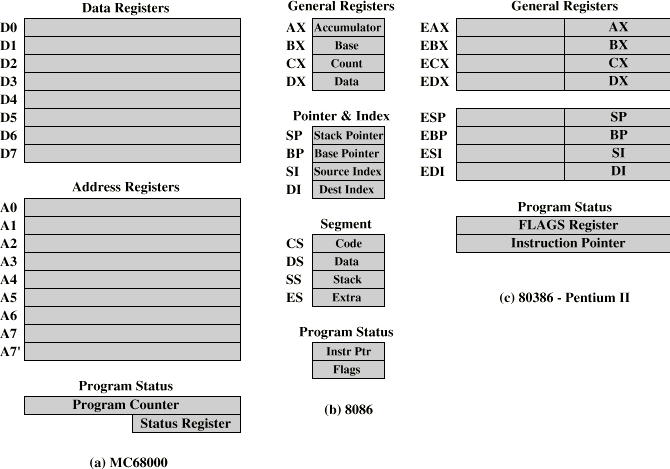 Data Registers
D0
D1
D2
D3
D4
D5
D6
D7
Address Registers
A0
A1
A2
A3
A4
A5
A6
A7
A7'
Program Status
Program Counter
Status Register
(a) MC68000
General Registers
AX Accumulator
BX Base
CX Count
DX Data
Pointer & Index
SP Stack Pointer
BP Base Pointer
SI Source Index
DI Dest Index
Segment
CS Code
DS Data
SS Stack
ES Extra
Program Status
Instr Ptr
Flags
(b) 8086
General Registers
EAX AX
EBX BX
ECX CX
EDX DX
ESP SP
EBP BP
ESI SI
EDI DI
Program Status
FLAGS Register
Instruction Pointer
(c) 80386 - Pentium II